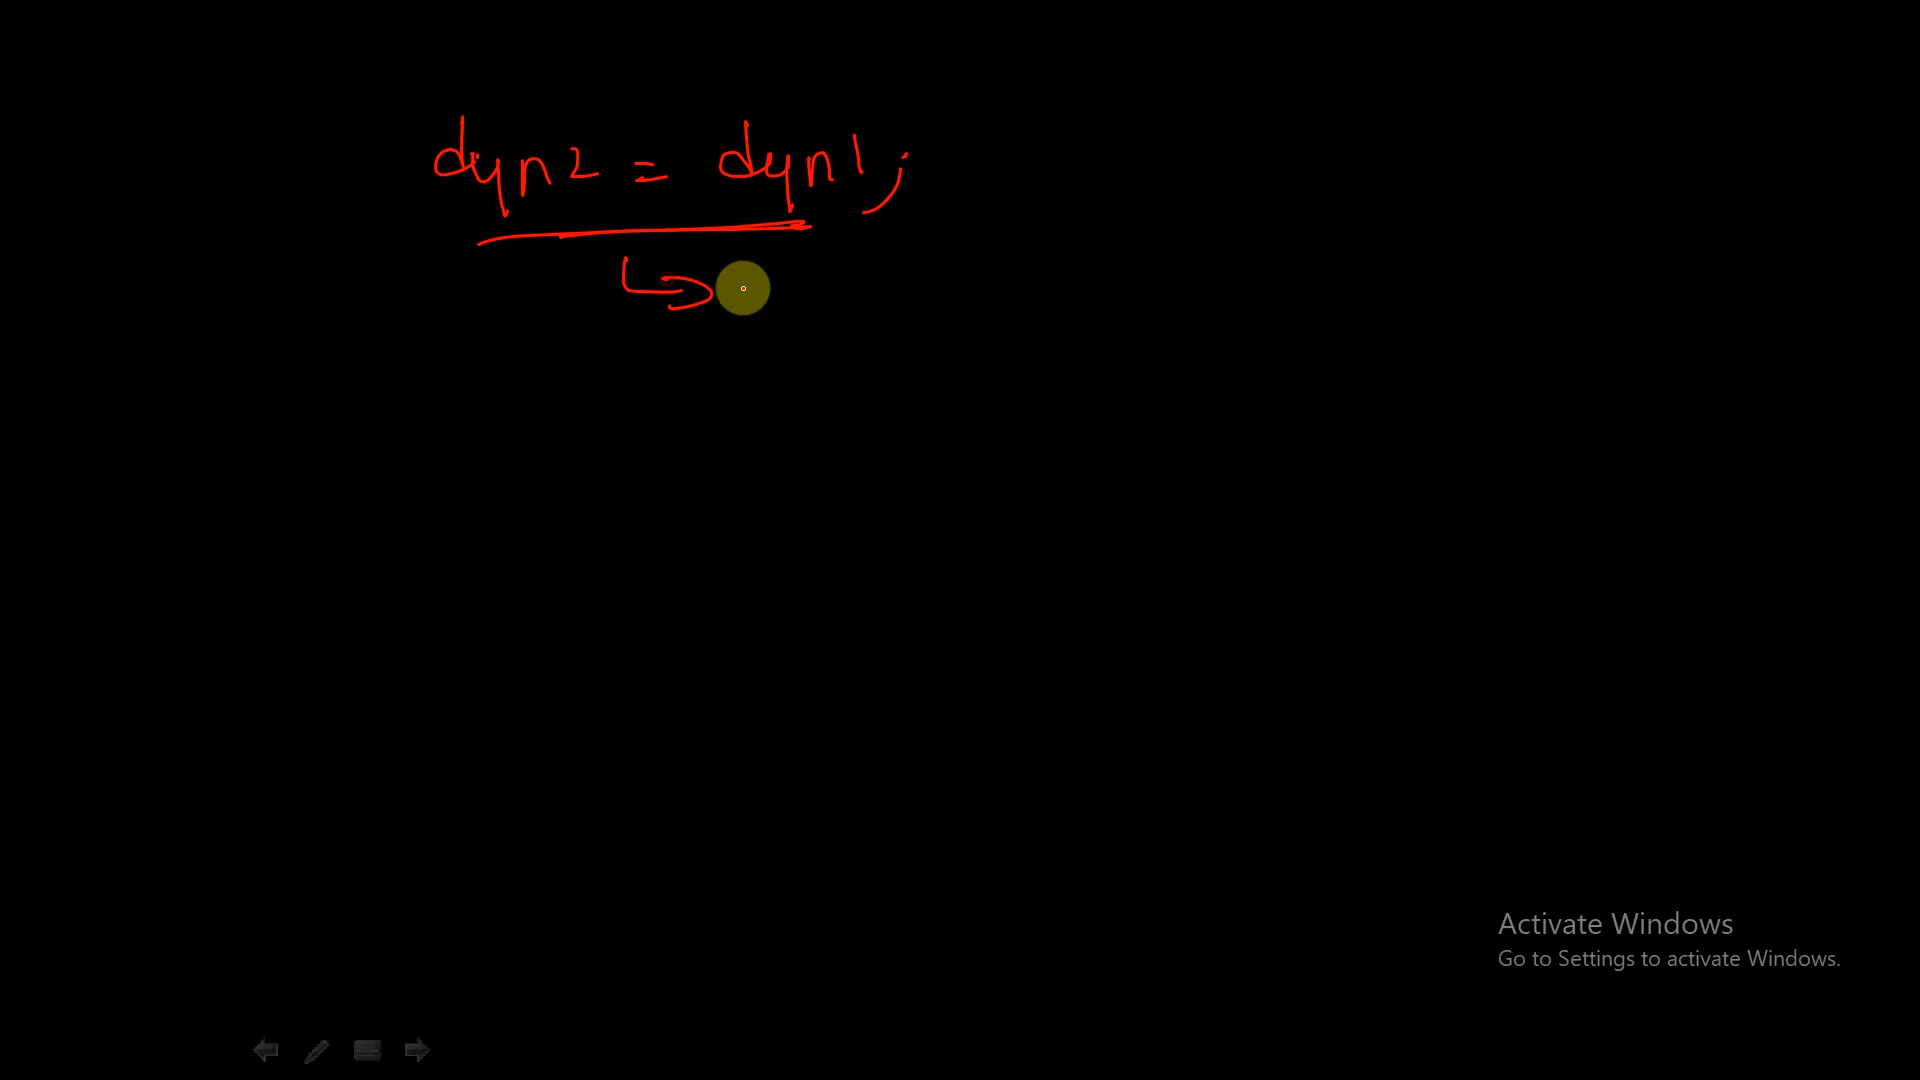 dyn2 = dyn1;
Activate Windows
Go to Settings to activate Windows.